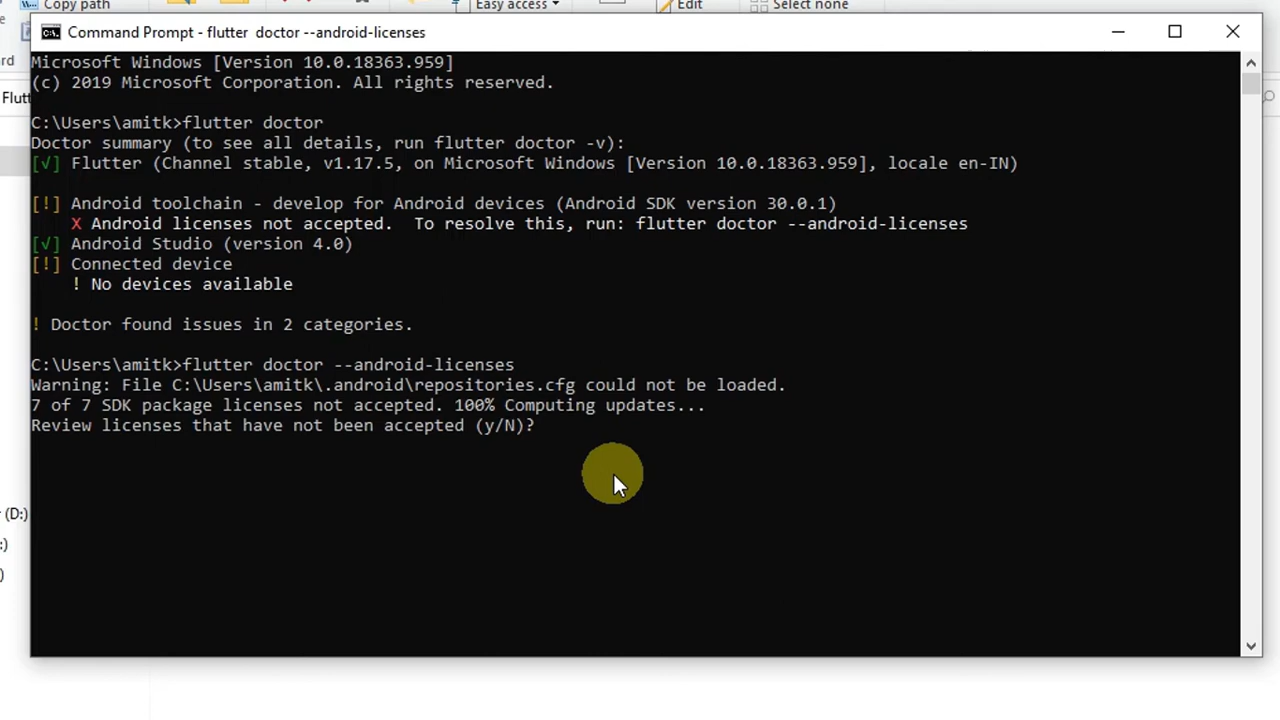 Copy path
Easy access
Edit
Select none
Command Prompt - flutter  doctor --android-licenses
Microsoft Windows [Version 10.0.18363.959]
(c) 2019 Microsoft Corporation. All rights reserved.
Flutt
C:\Users\amitk>flutter doctor
Doctor summary (to see all details, run flutter doctor -v):
[√] Flutter (Channel stable, v1.17.5, on Microsoft Windows [Version 10.0.18363.959], locale en-IN)
[!] Android toolchain - develop for Android devices (Android SDK version 30.0.1)
X Android licenses not accepted.  To resolve this, run: flutter doctor --android-licenses
[√] Android Studio (version 4.0)
[!] Connected device
! No devices available
! Doctor found issues in 2 categories.
C:\Users\amitk>flutter doctor --android-licenses
Warning: File C:\Users\amitk\.android\repositories.cfg could not be loaded.
7 of 7 SDK package licenses not accepted. 100% Computing updates...
Review licenses that have not been accepted (y/N)?
(D:)